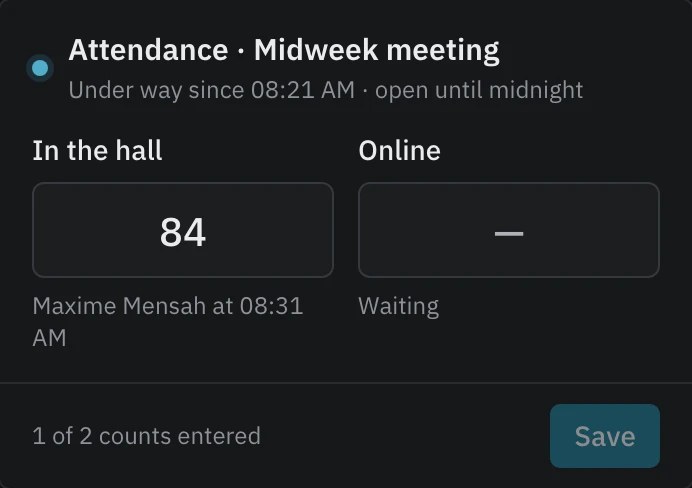 Attendance · Midweek meeting
Under way since 08:21 AM · open until midnight
In the hall
Online
84
—
Maxime Mensah at 08:31
AM
Waiting
1 of 2 counts entered
Save